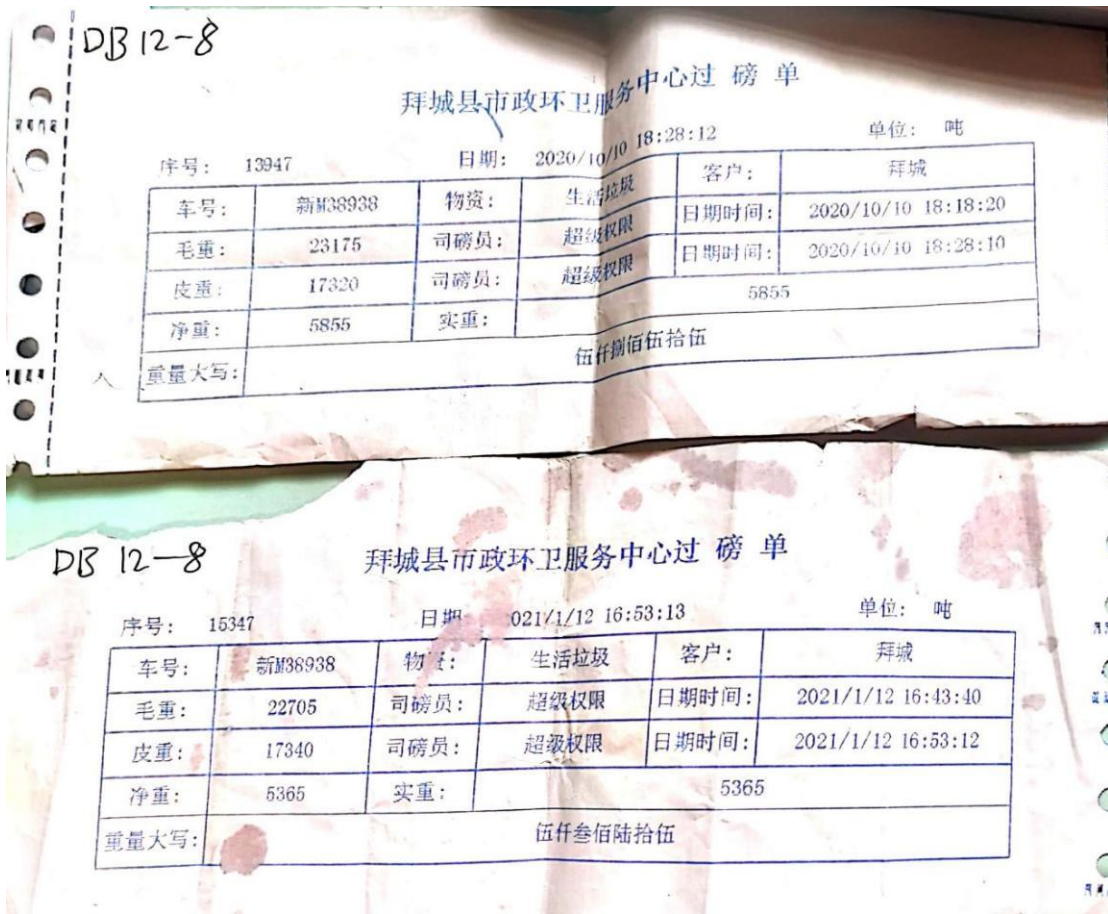 DB 12-8
拜城县市政环卫服务中心过 磅 单
序号: 13947 日期: 2020/10/10 18:28:12 单位: 吨
车号: 新M38938 物资: 生活垃圾 客户: 拜城
毛重: 23175 司磅员: 超级权限 日期时间: 2020/10/10 18:18:20
皮重: 17320 司磅员: 超级权限 日期时间: 2020/10/10 18:28:10
净重: 5855 实重: 5855
重量大写: 伍仟捌佰伍拾伍
DB 12-8
拜城县市政环卫服务中心过 磅 单
序号: 15347 日期 021/1/12 16:53:13 单位: 吨
车号: 新M38938 物资: 生活垃圾 客户: 拜城
毛重: 22705 司磅员: 超级权限 日期时间: 2021/1/12 16:43:40
皮重: 17340 司磅员: 超级权限 日期时间: 2021/1/12 16:53:12
净重: 5365 实重: 5365
重量大写: 伍仟叁佰陆拾伍